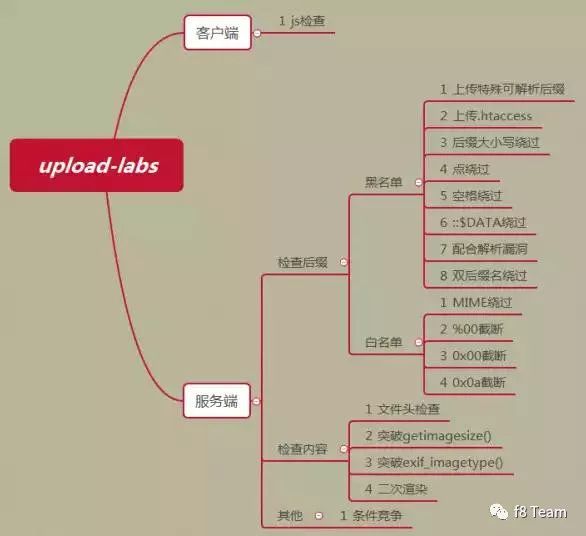 upload-labs
客户端
1 js检查
服务端
检查后缀
黑名单
1 上传特殊可解析后缀
2 上传.htaccess
3 后缀大小写绕过
4 点绕过
5 空格绕过
6 ::$DATA绕过
7 配合解析漏洞
8 双后缀名绕过
白名单
1 MIME绕过
2 %00截断
3 0x00截断
4 0x0a截断
检查内容
1 文件头检查
2 突破getimagesize()
3 突破exif_imagetype()
4 二次渲染
其他
1 条件竞争
f8 Team